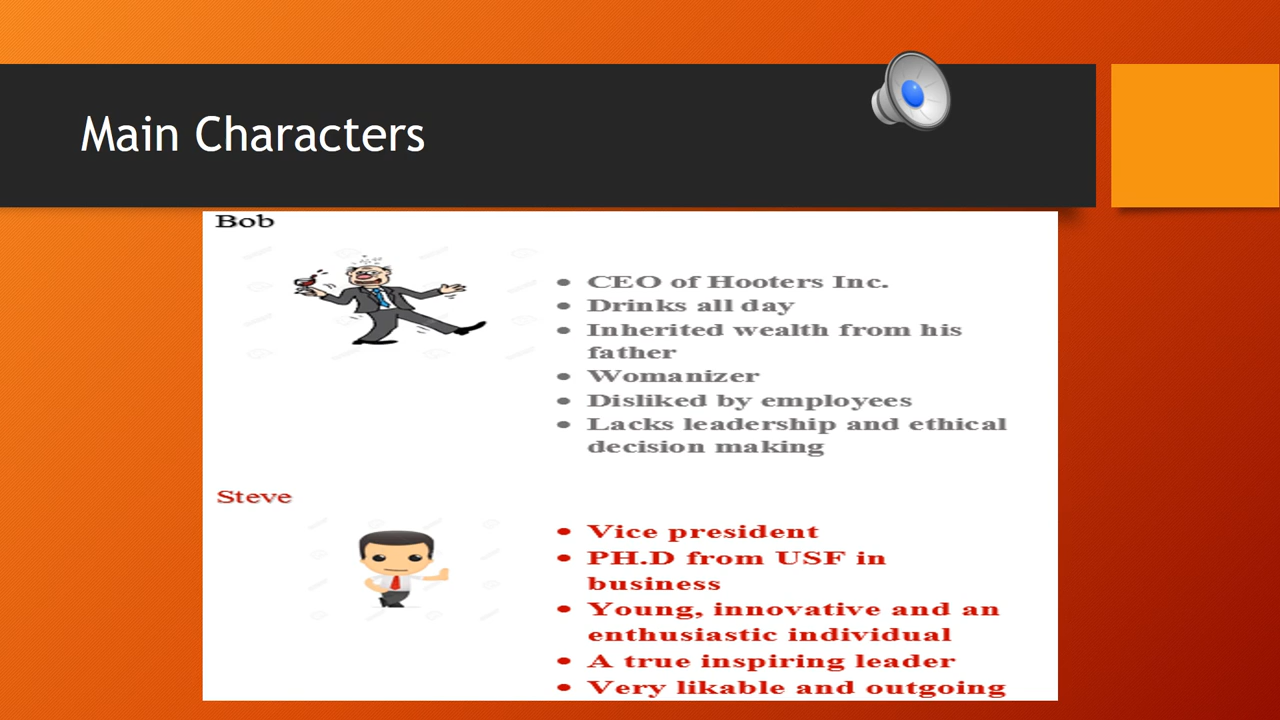 Main Characters
Bob
• CEO of Hooters Inc.
• Drinks all day
• Inherited wealth from his
father
• Womanizer
• Disliked by employees
• Lacks leadership and ethical
decision making
Steve
• Vice president
• PH.D from USF in
business
• Young, innovative and an
enthusiastic individual
• A true inspiring leader
• Very likable and outgoing